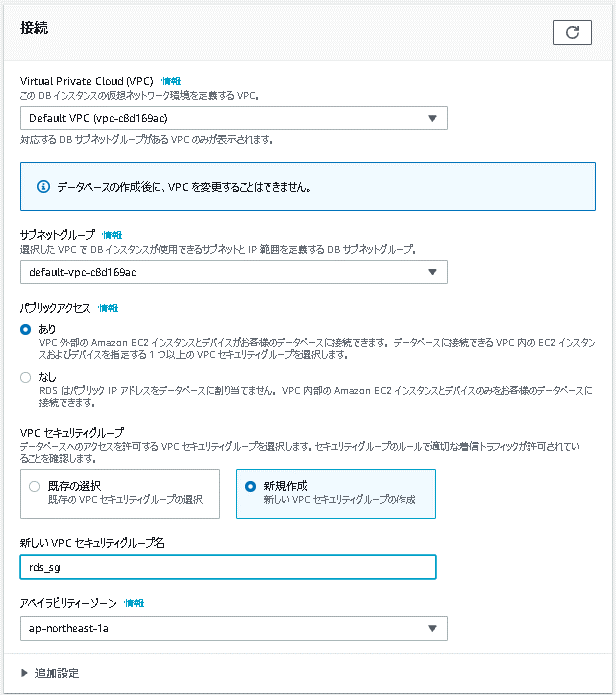 接続
Virtual Private Cloud (VPC) 情報
この DB インスタンスの仮想ネットワーク環境を定義する VPC。
Default VPC (vpc-c8d169ac)
対応する DB サブネットグループがある VPC のみが表示されます。
データベースの作成後に、VPC を変更することはできません。
サブネットグループ 情報
選択した VPC で DB インスタンスが使用できるサブネットと IP 範囲を定義する DB サブネットグループ。
default-vpc-c8d169ac
パブリックアクセス 情報
あり
VPC 外部の Amazon EC2 インスタンスとデバイスがお客様のデータベースに接続できます。データベースに接続できる VPC 内の EC2 インスタン
スおよびデバイスを指定する 1 つ以上の VPC セキュリティグループを選択します。
なし
RDS はパブリック IP アドレスをデータベースに割り当てません。VPC 内部の Amazon EC2 インスタンスとデバイスのみをお客様のデータベースに
接続できます。
VPC セキュリティグループ
データベースへのアクセスを許可する VPC セキュリティグループを選択します。セキュリティグループのルールで適切な着信トラフィックが許可されてい
ることを確認します。
既存の選択
既存の VPC セキュリティグループの選択
新規作成
新しい VPC セキュリティグループの作成
新しい VPC セキュリティグループ名
rds_sg
アベイラビリティーゾーン 情報
ap-northeast-1a
追加設定